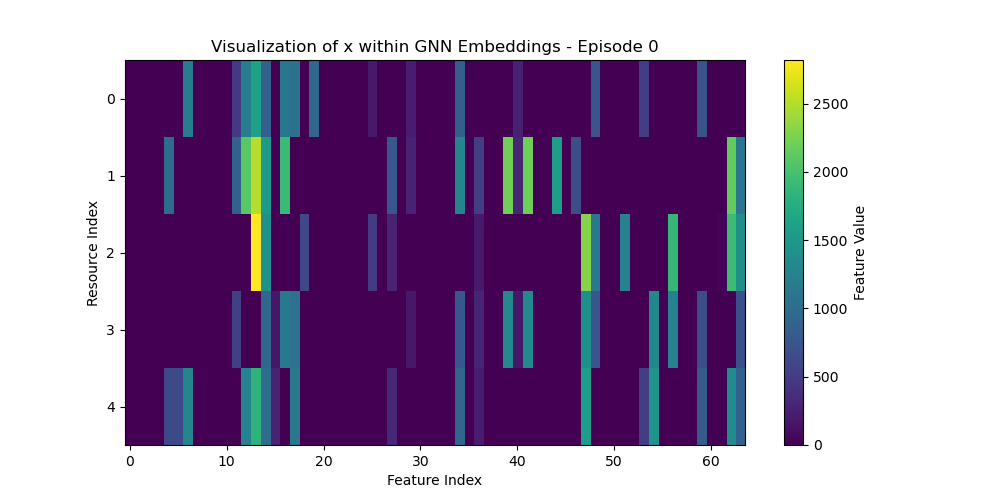 Visualization of x within GNN Embeddings - Episode 0
Resource Index
0
1
2
3
4
0 10 20 30 40 50 60
Feature Index
2500
2000
1500
1000
500
0
Feature Value